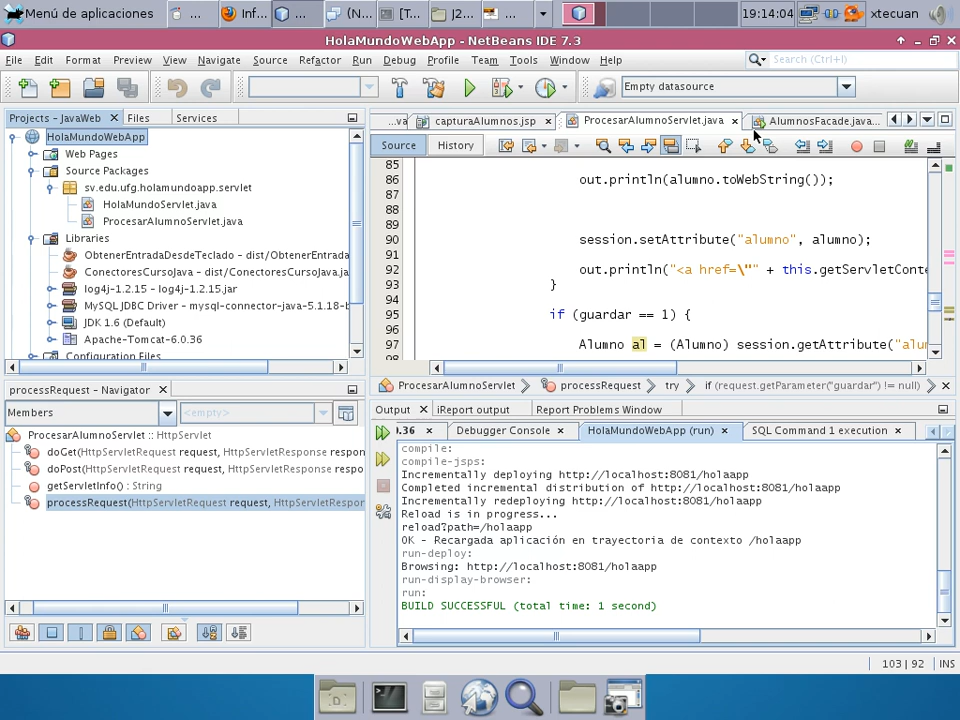 Menú de aplicaciones
...
Inf...
...
(N...
[T...
J2...
...
19:14:04
xtecuan
HolaMundoWebApp - NetBeans IDE 7.3
File Edit Format Preview View Navigate Source Refactor Run Debug Profile Team Tools Window Help
Search (Ctrl+I)
Empty datasource
Projects - JavaWeb
Files
Services
HolaMundoWebApp
Web Pages
Source Packages
sv.edu.ufg.holamundoapp.servlet
HolaMundoServlet.java
ProcesarAlumnoServlet.java
Libraries
ObtenerEntradaDesdeTeclado - dist/ObtenerEntrada
ConectoresCursoJava - dist/ConectoresCursoJava.ja
log4j-1.2.15 - log4j-1.2.15.jar
MySQL JDBC Driver - mysql-connector-java-5.1.18-b
JDK 1.6 (Default)
Apache-Tomcat-6.0.36
Configuration Files
...va
capturaAlumnos.jsp
ProcesarAlumnoServlet.java
AlumnosFacade.java...
Source
History
85
86 out.println(alumno.toWebString());
87
88
89
90 session.setAttribute("alumno", alumno);
91
92 out.println("<a href=\"" + this.getServletConte
93 }
94
95 if (guardar == 1) {
96
97 Alumno al = (Alumno) session.getAttribute("alum
98
ProcesarAlumnoServlet
processRequest
try
if (request.getParameter("guardar") != null)
processRequest - Navigator
Members
<empty>
ProcesarAlumnoServlet :: HttpServlet
doGet(HttpServletRequest request, HttpServletResponse respon
doPost(HttpServletRequest request, HttpServletResponse respo
getServletInfo() : String
processRequest(HttpServletRequest request, HttpServletRespor
Output
iReport output
Report Problems Window
0.36
Debugger Console
HolaMundoWebApp (run)
SQL Command 1 execution
compile:
compile-jsps:
Incrementally deploying http://localhost:8081/holaapp
Completed incremental distribution of http://localhost:8081/holaapp
Incrementally redeploying http://localhost:8081/holaapp
Reload is in progress...
reload?path=/holaapp
OK - Recargada aplicación en trayectoria de contexto /holaapp
run-deploy:
Browsing: http://localhost:8081/holaapp
run-display-browser:
run:
BUILD SUCCESSFUL (total time: 1 second)
103 | 92
INS